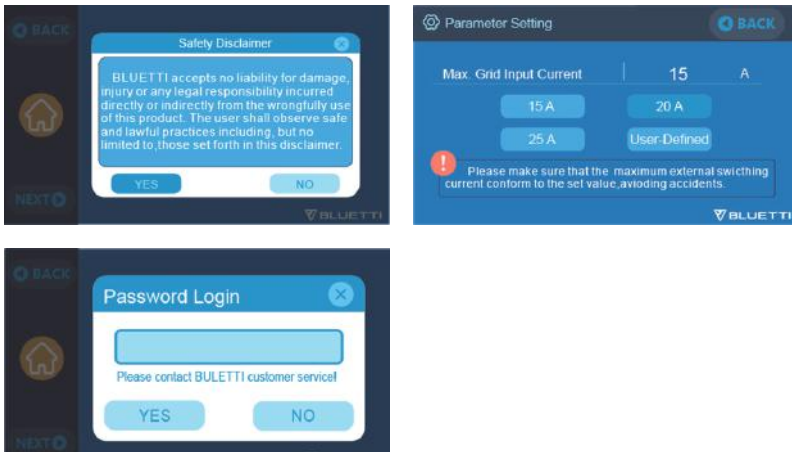 BACK
Safety Disclaimer
BLUETTI accepts no liability for damage,
injury or any legal responsibility incurred
directly or indirectly from the wrongfully use
of this product. The user shall observe safe
and lawful practices including, but no
limited to,those set forth in this disclaimer.
YES
NO
NEXT
BLUETTI
Parameter Setting
BACK
Max. Grid Input Current
15
A
15 A
20 A
25 A
User-Defined
Please make sure that the maximum external swicthing
current conform to the set value,avioding accidents.
BLUETTI
BACK
Password Login
Please contact BULETTI customer service!
YES
NO
NEXT